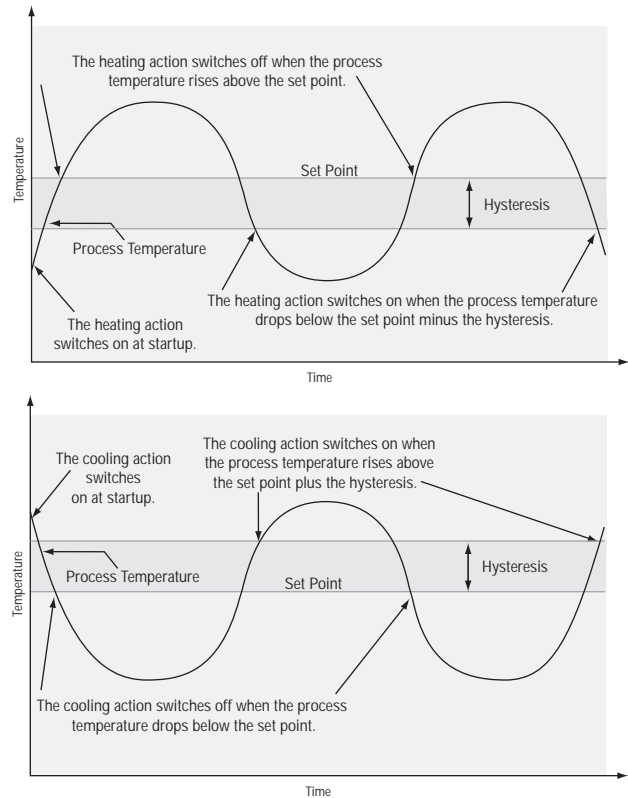 The heating action switches off when the process
temperature rises above the set point.
Temperature
Set Point
Hysteresis
Process Temperature
The heating action switches on when the process temperature
drops below the set point minus the hysteresis.
The heating action
switches on at startup.
Time
The cooling action switches on when
the process temperature rises above
the set point plus the hysteresis.
The cooling action
switches
on at startup.
Temperature
Hysteresis
Process Temperature
Set Point
The cooling action switches off when the process
temperature drops below the set point.
Time